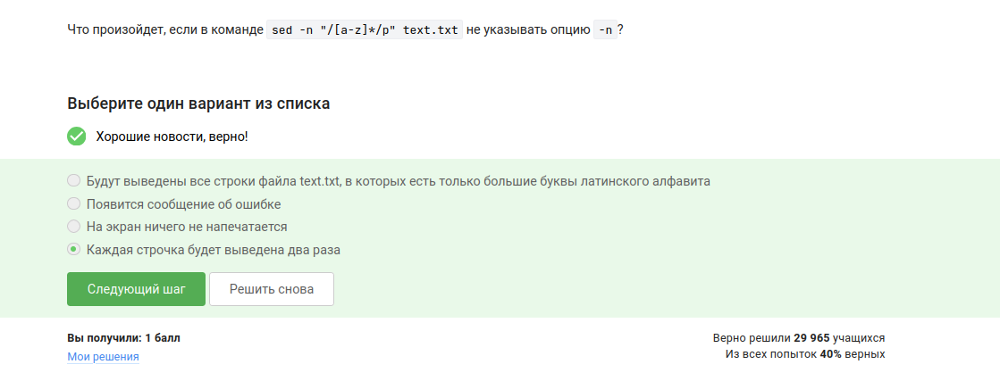 Что произойдет, если в команде sed -n "/[a-z]*/p" text.txt не указывать опцию -n?
Выберите один вариант из списка
Хорошие новости, верно!
Будут выведены все строки файла text.txt, в которых есть только большие буквы латинского алфавита
Появится сообщение об ошибке
На экран ничего не напечатается
Каждая строчка будет выведена два раза
Следующий шаг
Решить снова
Вы получили: 1 балл
Мои решения
Верно решили 29 965 учащихся
Из всех попыток 40% верных